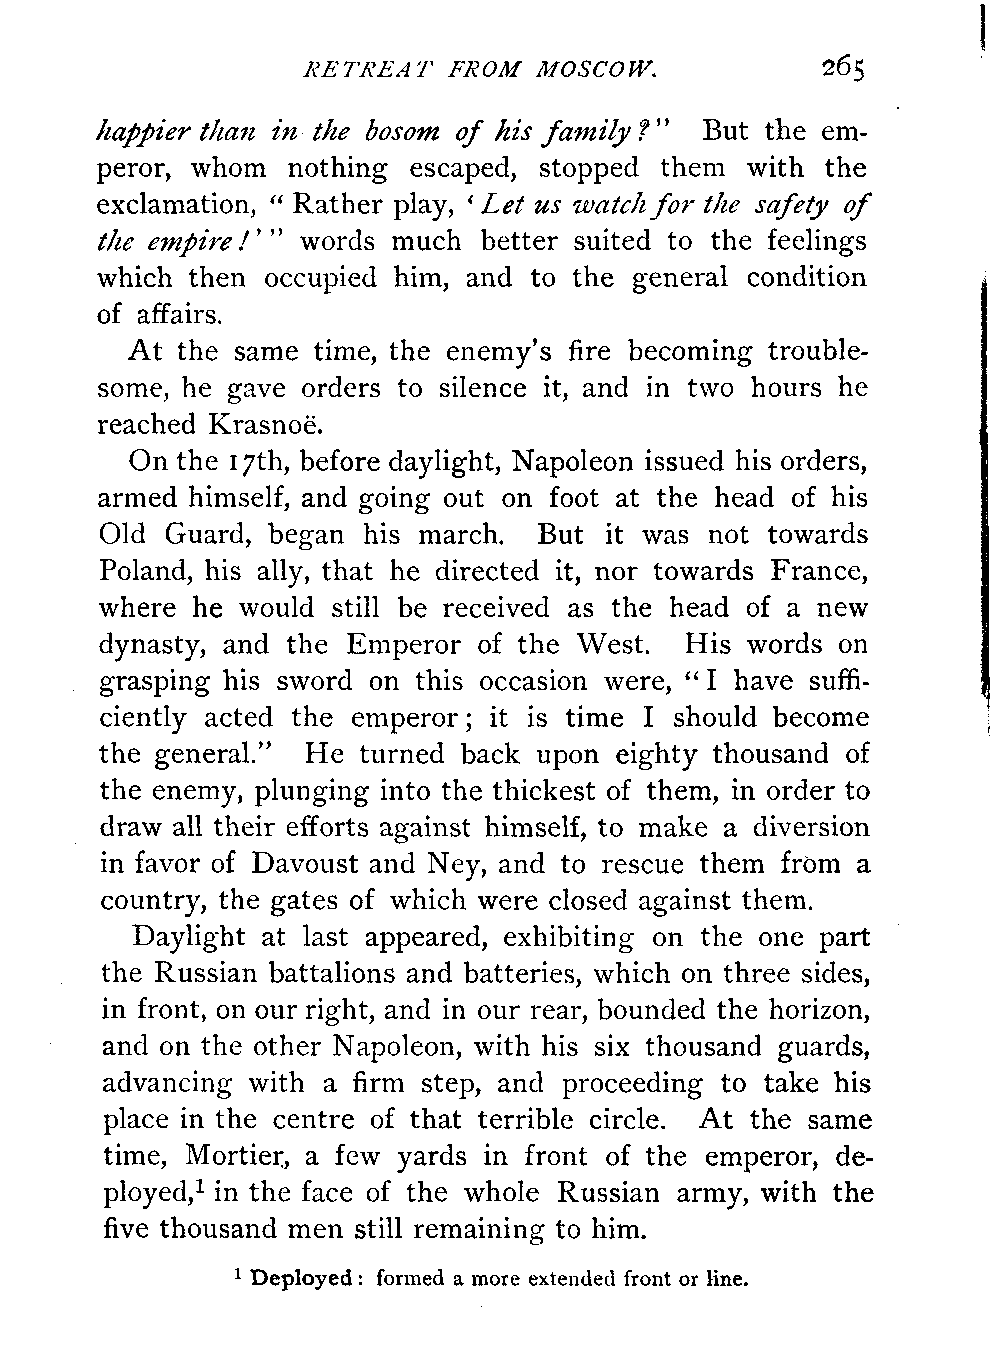 RETREAT FROM MOSCOW. 265
happier than in the bosom of his family?" But the em-
peror, whom nothing escaped, stopped them with the
exclamation, "Rather play, 'Let us watch for the safety of
the empire!'" words much better suited to the feelings
which then occupied him, and to the general condition
of affairs.
At the same time, the enemy's fire becoming trouble-
some, he gave orders to silence it, and in two hours he
reached Krasnoë.
On the 17th, before daylight, Napoleon issued his orders,
armed himself, and going out on foot at the head of his
Old Guard, began his march. But it was not towards
Poland, his ally, that he directed it, nor towards France,
where he would still be received as the head of a new
dynasty, and the Emperor of the West. His words on
grasping his sword on this occasion were, "I have suffi-
ciently acted the emperor; it is time I should become
the general." He turned back upon eighty thousand of
the enemy, plunging into the thickest of them, in order to
draw all their efforts against himself, to make a diversion
in favor of Davoust and Ney, and to rescue them from a
country, the gates of which were closed against them.
Daylight at last appeared, exhibiting on the one part
the Russian battalions and batteries, which on three sides,
in front, on our right, and in our rear, bounded the horizon,
and on the other Napoleon, with his six thousand guards,
advancing with a firm step, and proceeding to take his
place in the centre of that terrible circle. At the same
time, Mortier, a few yards in front of the emperor, de-
ployed,¹ in the face of the whole Russian army, with the
five thousand men still remaining to him.
¹ Deployed: formed a more extended front or line.